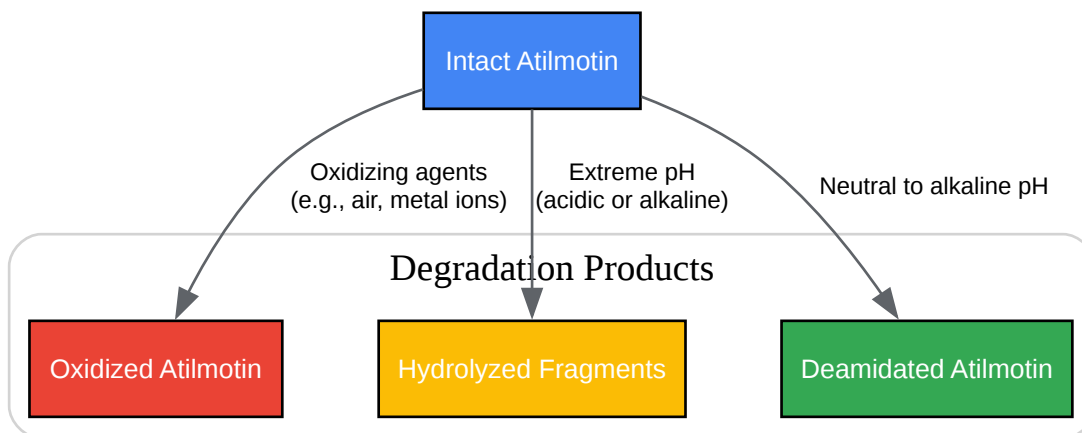 Intact Atilmotin
Oxidizing agents
(e.g., air, metal ions)
Extreme pH
(acidic or alkaline)
Neutral to alkaline pH
Degradation Products
Oxidized Atilmotin
Hydrolyzed Fragments
Deamidated Atilmotin